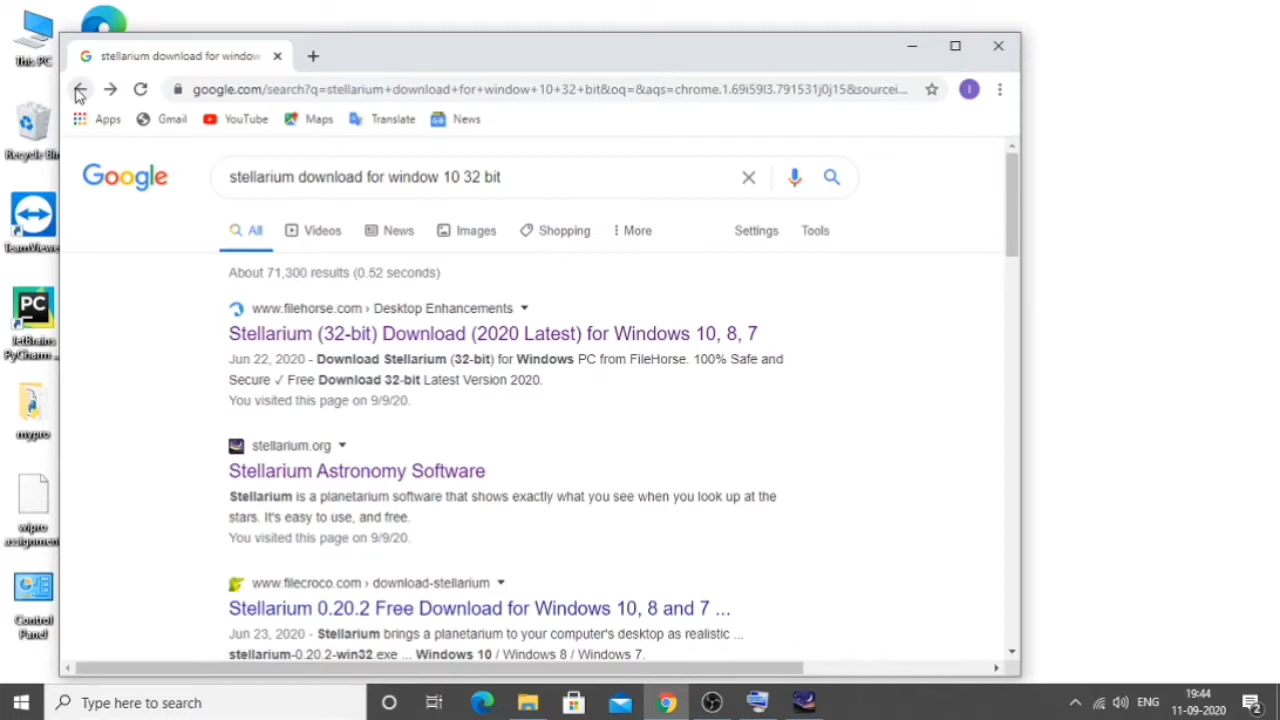 This PC
Recycle Bin
TeamViewer
PC
JetBrains
PyCharm ...
mypro
wipro
assignment
Control
Panel
stellarium download for window
google.com/search?q=stellarium+download+for+window+10+32+bit&oq=&aqs=chrome.1.69i59l3.791531j0j15&sourcei...
I
Apps
Gmail
YouTube
Maps
Translate
News
Google
stellarium download for window 10 32 bit
All
Videos
News
Images
Shopping
More
Settings
Tools
About 71,300 results (0.52 seconds)
www.filehorse.com › Desktop Enhancements
Stellarium (32-bit) Download (2020 Latest) for Windows 10, 8, 7
Jun 22, 2020 - Download Stellarium (32-bit) for Windows PC from FileHorse. 100% Safe and
Secure ✓ Free Download 32-bit Latest Version 2020.
You visited this page on 9/9/20.
stellarium.org
Stellarium Astronomy Software
Stellarium is a planetarium software that shows exactly what you see when you look up at the
stars. It's easy to use, and free.
You visited this page on 9/9/20.
www.filecroco.com › download-stellarium
Stellarium 0.20.2 Free Download for Windows 10, 8 and 7 ...
Jun 23, 2020 - Stellarium brings a planetarium to your computer's desktop as realistic ...
stellarium-0.20.2-win32.exe ... Windows 10 / Windows 8 / Windows 7.
Type here to search
ENG
19:44
11-09-2020
2